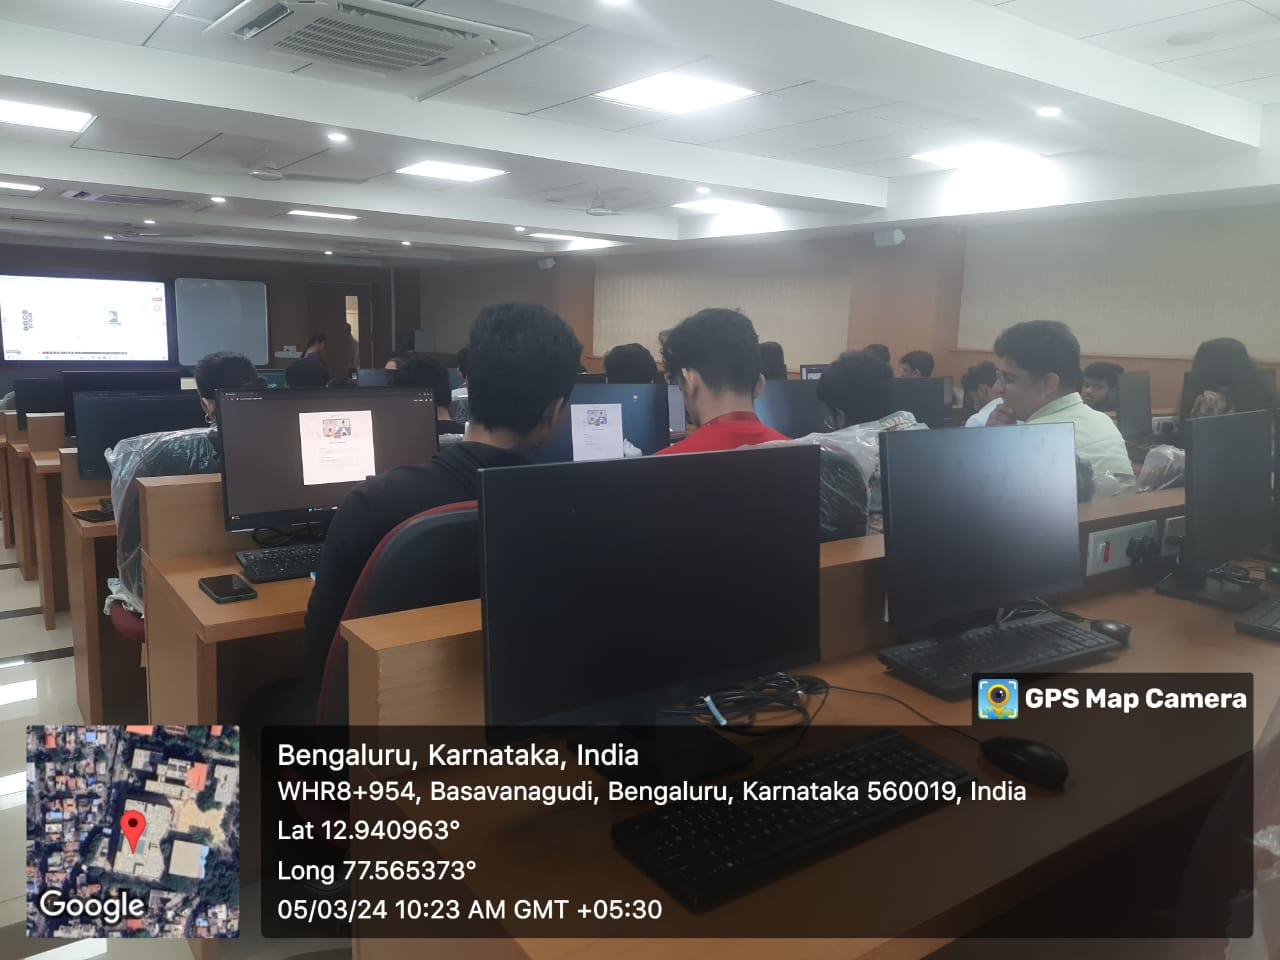 GPS Map Camera
Bengaluru, Karnataka, India
WHR8+954, Basavanagudi, Bengaluru, Karnataka 560019, India
Lat 12.940963°
Long 77.565373°
05/03/24 10:23 AM GMT +05:30
Google